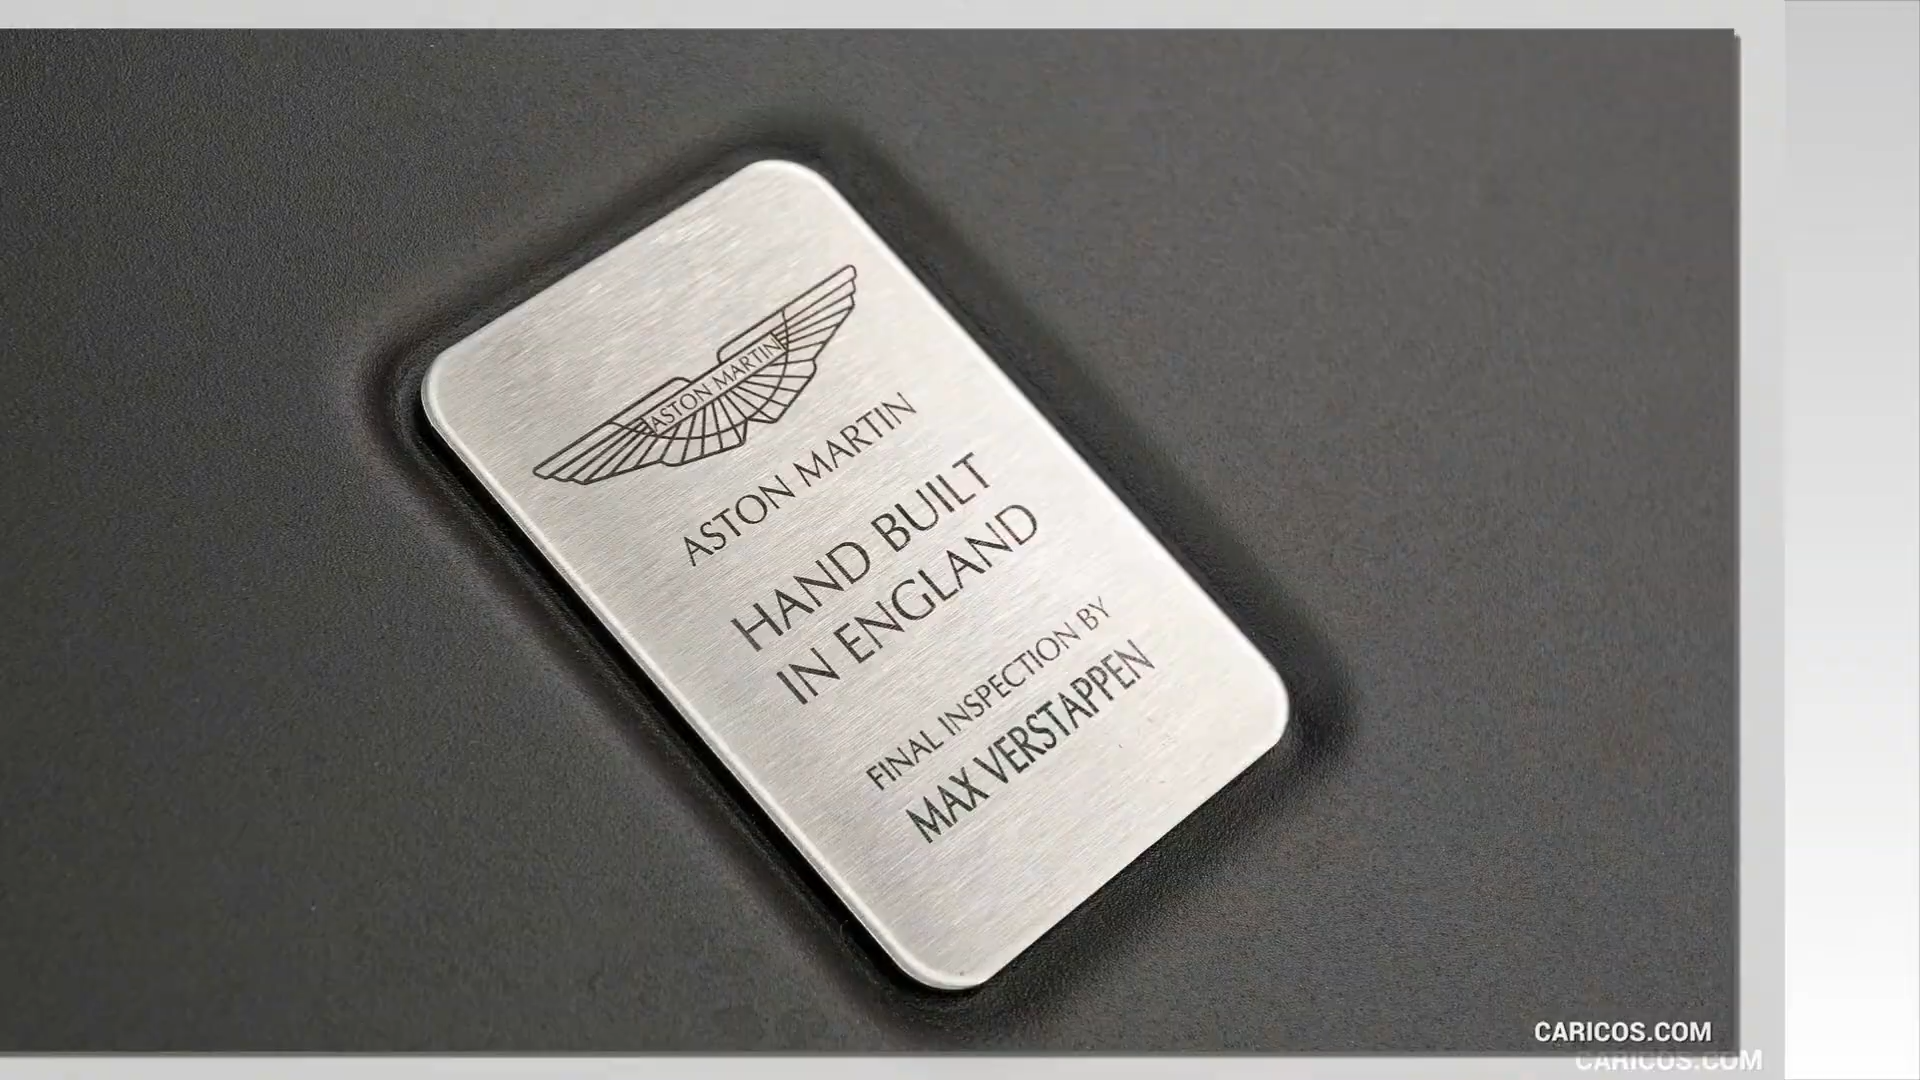 ASTON MARTIN
ASTON MARTIN
HAND BUILT
IN ENGLAND
FINAL INSPECTION BY
MAX VERSTAPPEN
CARICOS.COM
CARICOS.COM